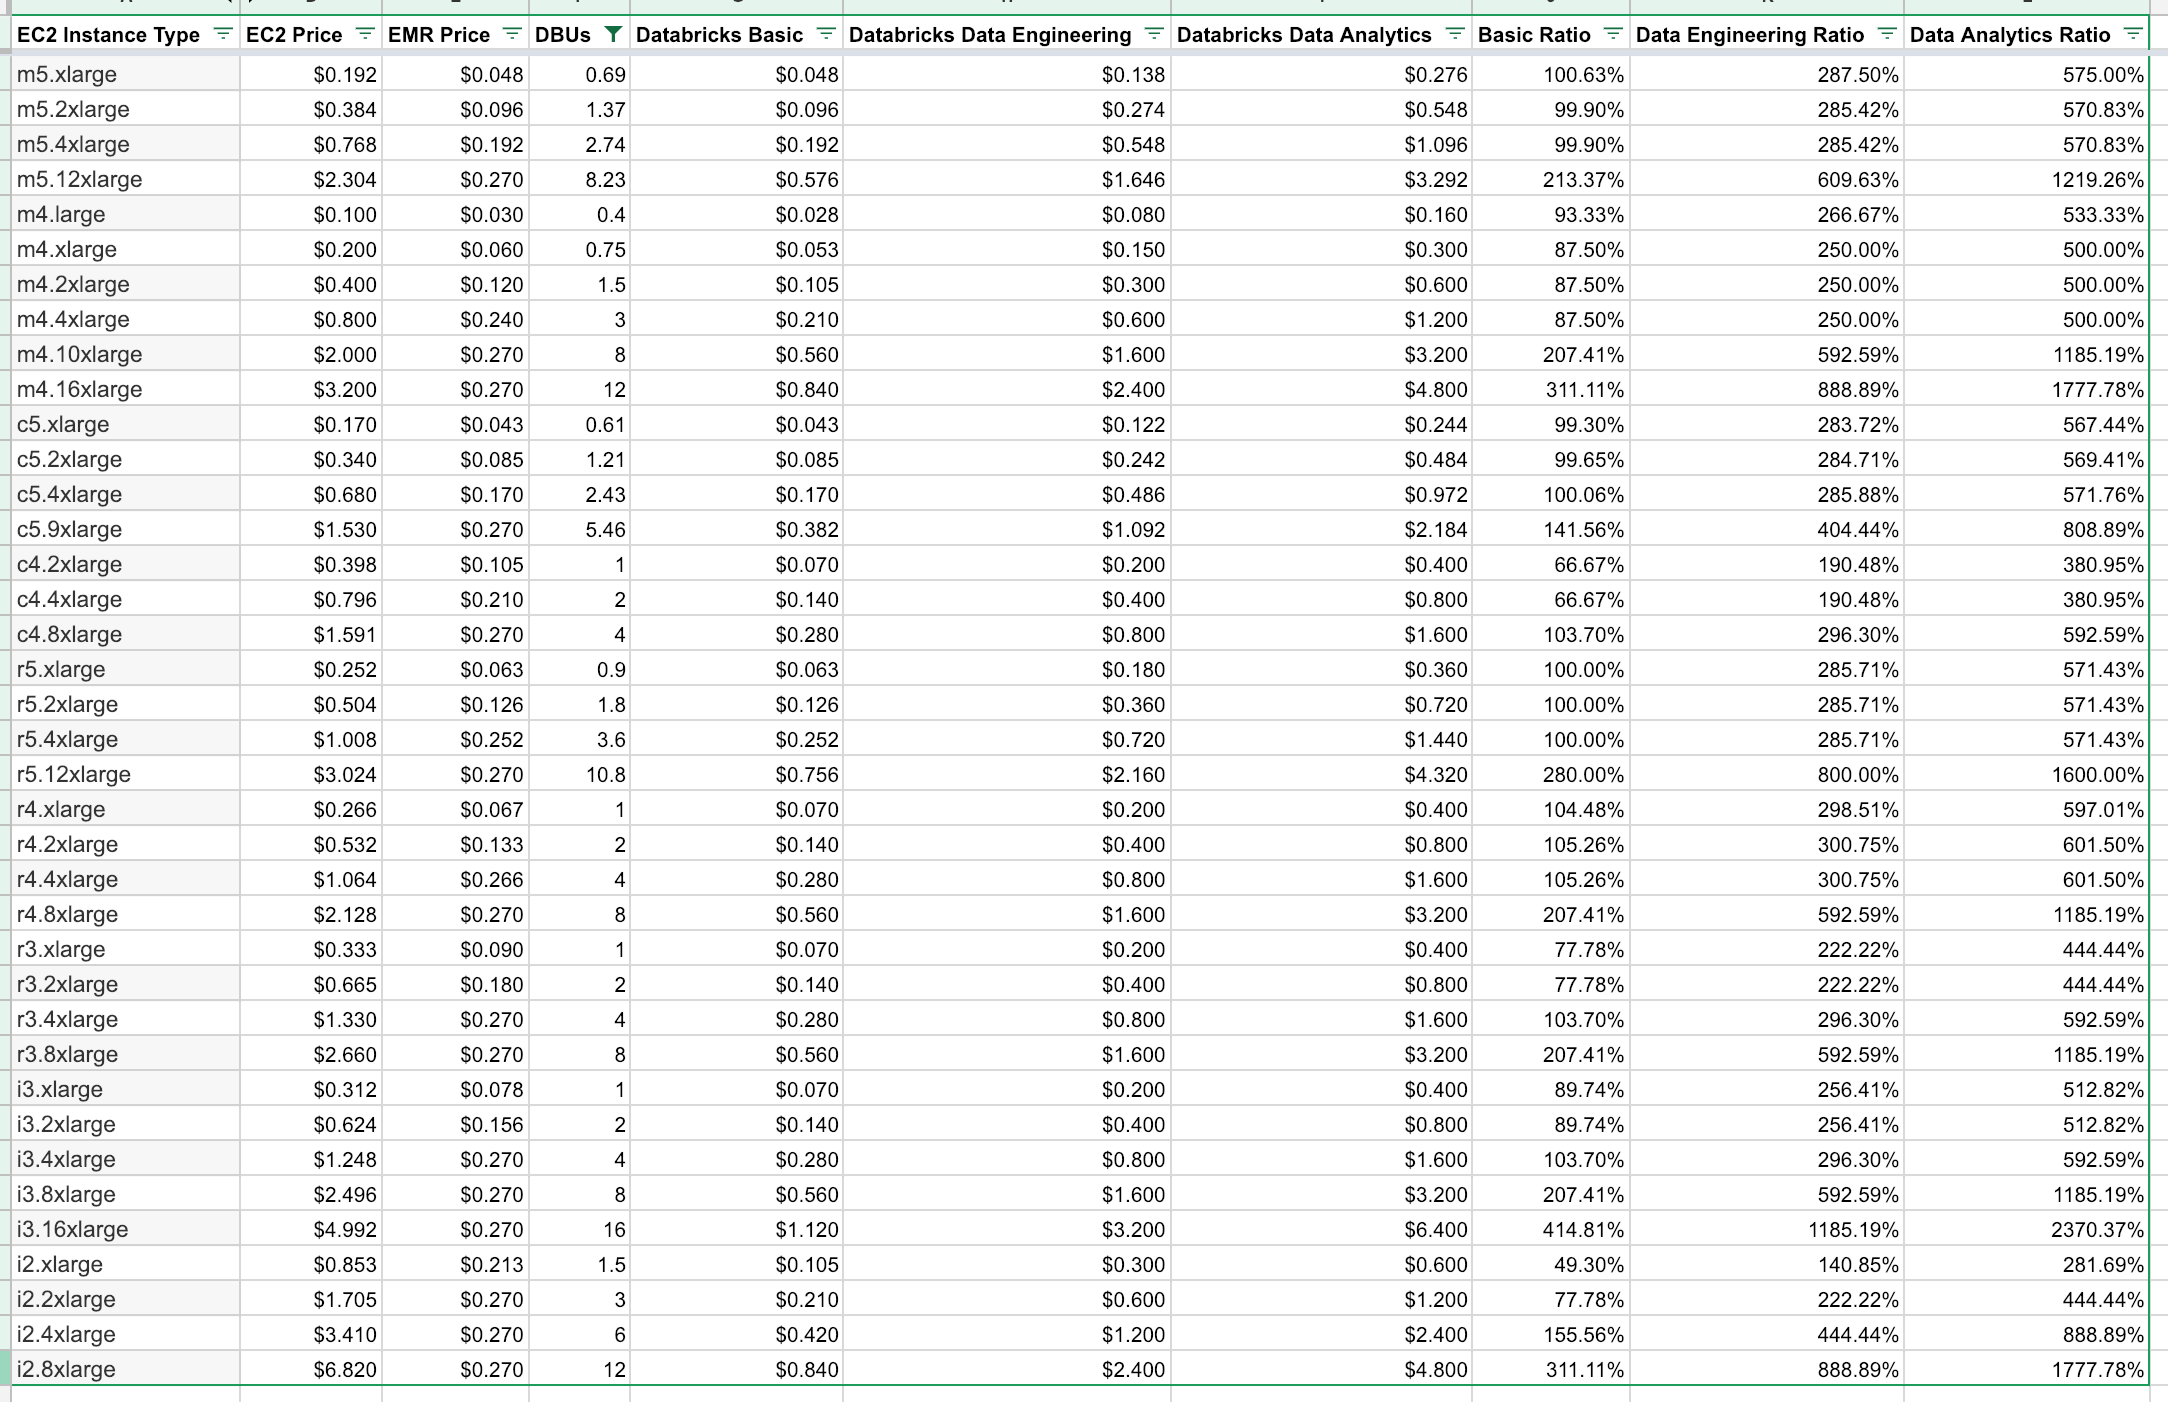 EC2 Instance Type EC2 Price EMR Price DBUs Databricks Basic Databricks Data Engineering Databricks Data Analytics Basic Ratio Data Engineering Ratio Data Analytics Ratio
m5.xlarge $0.192 $0.048 0.69 $0.048 $0.138 $0.276 100.63% 287.50% 575.00%
m5.2xlarge $0.384 $0.096 1.37 $0.096 $0.274 $0.548 99.90% 285.42% 570.83%
m5.4xlarge $0.768 $0.192 2.74 $0.192 $0.548 $1.096 99.90% 285.42% 570.83%
m5.12xlarge $2.304 $0.270 8.23 $0.576 $1.646 $3.292 213.37% 609.63% 1219.26%
m4.large $0.100 $0.030 0.4 $0.028 $0.080 $0.160 93.33% 266.67% 533.33%
m4.xlarge $0.200 $0.060 0.75 $0.053 $0.150 $0.300 87.50% 250.00% 500.00%
m4.2xlarge $0.400 $0.120 1.5 $0.105 $0.300 $0.600 87.50% 250.00% 500.00%
m4.4xlarge $0.800 $0.240 3 $0.210 $0.600 $1.200 87.50% 250.00% 500.00%
m4.10xlarge $2.000 $0.270 8 $0.560 $1.600 $3.200 207.41% 592.59% 1185.19%
m4.16xlarge $3.200 $0.270 12 $0.840 $2.400 $4.800 311.11% 888.89% 1777.78%
c5.xlarge $0.170 $0.043 0.61 $0.043 $0.122 $0.244 99.30% 283.72% 567.44%
c5.2xlarge $0.340 $0.085 1.21 $0.085 $0.242 $0.484 99.65% 284.71% 569.41%
c5.4xlarge $0.680 $0.170 2.43 $0.170 $0.486 $0.972 100.06% 285.88% 571.76%
c5.9xlarge $1.530 $0.270 5.46 $0.382 $1.092 $2.184 141.56% 404.44% 808.89%
c4.2xlarge $0.398 $0.105 1 $0.070 $0.200 $0.400 66.67% 190.48% 380.95%
c4.4xlarge $0.796 $0.210 2 $0.140 $0.400 $0.800 66.67% 190.48% 380.95%
c4.8xlarge $1.591 $0.270 4 $0.280 $0.800 $1.600 103.70% 296.30% 592.59%
r5.xlarge $0.252 $0.063 0.9 $0.063 $0.180 $0.360 100.00% 285.71% 571.43%
r5.2xlarge $0.504 $0.126 1.8 $0.126 $0.360 $0.720 100.00% 285.71% 571.43%
r5.4xlarge $1.008 $0.252 3.6 $0.252 $0.720 $1.440 100.00% 285.71% 571.43%
r5.12xlarge $3.024 $0.270 10.8 $0.756 $2.160 $4.320 280.00% 800.00% 1600.00%
r4.xlarge $0.266 $0.067 1 $0.070 $0.200 $0.400 104.48% 298.51% 597.01%
r4.2xlarge $0.532 $0.133 2 $0.140 $0.400 $0.800 105.26% 300.75% 601.50%
r4.4xlarge $1.064 $0.266 4 $0.280 $0.800 $1.600 105.26% 300.75% 601.50%
r4.8xlarge $2.128 $0.270 8 $0.560 $1.600 $3.200 207.41% 592.59% 1185.19%
r3.xlarge $0.333 $0.090 1 $0.070 $0.200 $0.400 77.78% 222.22% 444.44%
r3.2xlarge $0.665 $0.180 2 $0.140 $0.400 $0.800 77.78% 222.22% 444.44%
r3.4xlarge $1.330 $0.270 4 $0.280 $0.800 $1.600 103.70% 296.30% 592.59%
r3.8xlarge $2.660 $0.270 8 $0.560 $1.600 $3.200 207.41% 592.59% 1185.19%
i3.xlarge $0.312 $0.078 1 $0.070 $0.200 $0.400 89.74% 256.41% 512.82%
i3.2xlarge $0.624 $0.156 2 $0.140 $0.400 $0.800 89.74% 256.41% 512.82%
i3.4xlarge $1.248 $0.270 4 $0.280 $0.800 $1.600 103.70% 296.30% 592.59%
i3.8xlarge $2.496 $0.270 8 $0.560 $1.600 $3.200 207.41% 592.59% 1185.19%
i3.16xlarge $4.992 $0.270 16 $1.120 $3.200 $6.400 414.81% 1185.19% 2370.37%
i2.xlarge $0.853 $0.213 1.5 $0.105 $0.300 $0.600 49.30% 140.85% 281.69%
i2.2xlarge $1.705 $0.270 3 $0.210 $0.600 $1.200 77.78% 222.22% 444.44%
i2.4xlarge $3.410 $0.270 6 $0.420 $1.200 $2.400 155.56% 444.44% 888.89%
i2.8xlarge $6.820 $0.270 12 $0.840 $2.400 $4.800 311.11% 888.89% 1777.78%